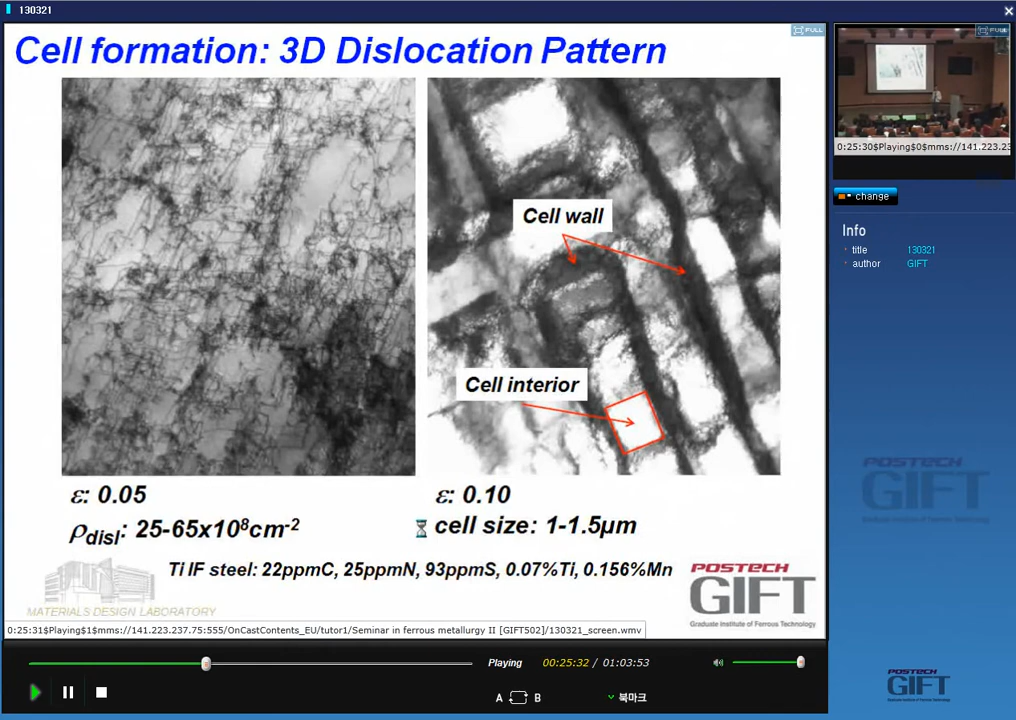 130321
Cell formation: 3D Dislocation Pattern
FULL
Cell wall
Cell interior
ε: 0.05
ρdisl: 25-65x10⁸cm⁻²
ε: 0.10
cell size: 1-1.5µm
Ti IF steel: 22ppmC, 25ppmN, 93ppmS, 0.07%Ti, 0.156%Mn
MATERIALS DESIGN LABORATORY
POSTECH
GIFT
Graduate Institute of Ferrous Technology
0:25:31$Playing$1$mms://141.223.237.75:555/OnCastContents_EU/tutor1/Seminar in ferrous metallurgy II [GIFT502]/130321_screen.wmv
Playing
00:25:32 / 01:03:53
A B
북마크
FULL
0:25:30$Playing$0$mms://141.223.23
change
Info
title 130321
author GIFT
POSTECH
GIFT
Graduate Institute of Ferrous Technology
POSTECH
GIFT